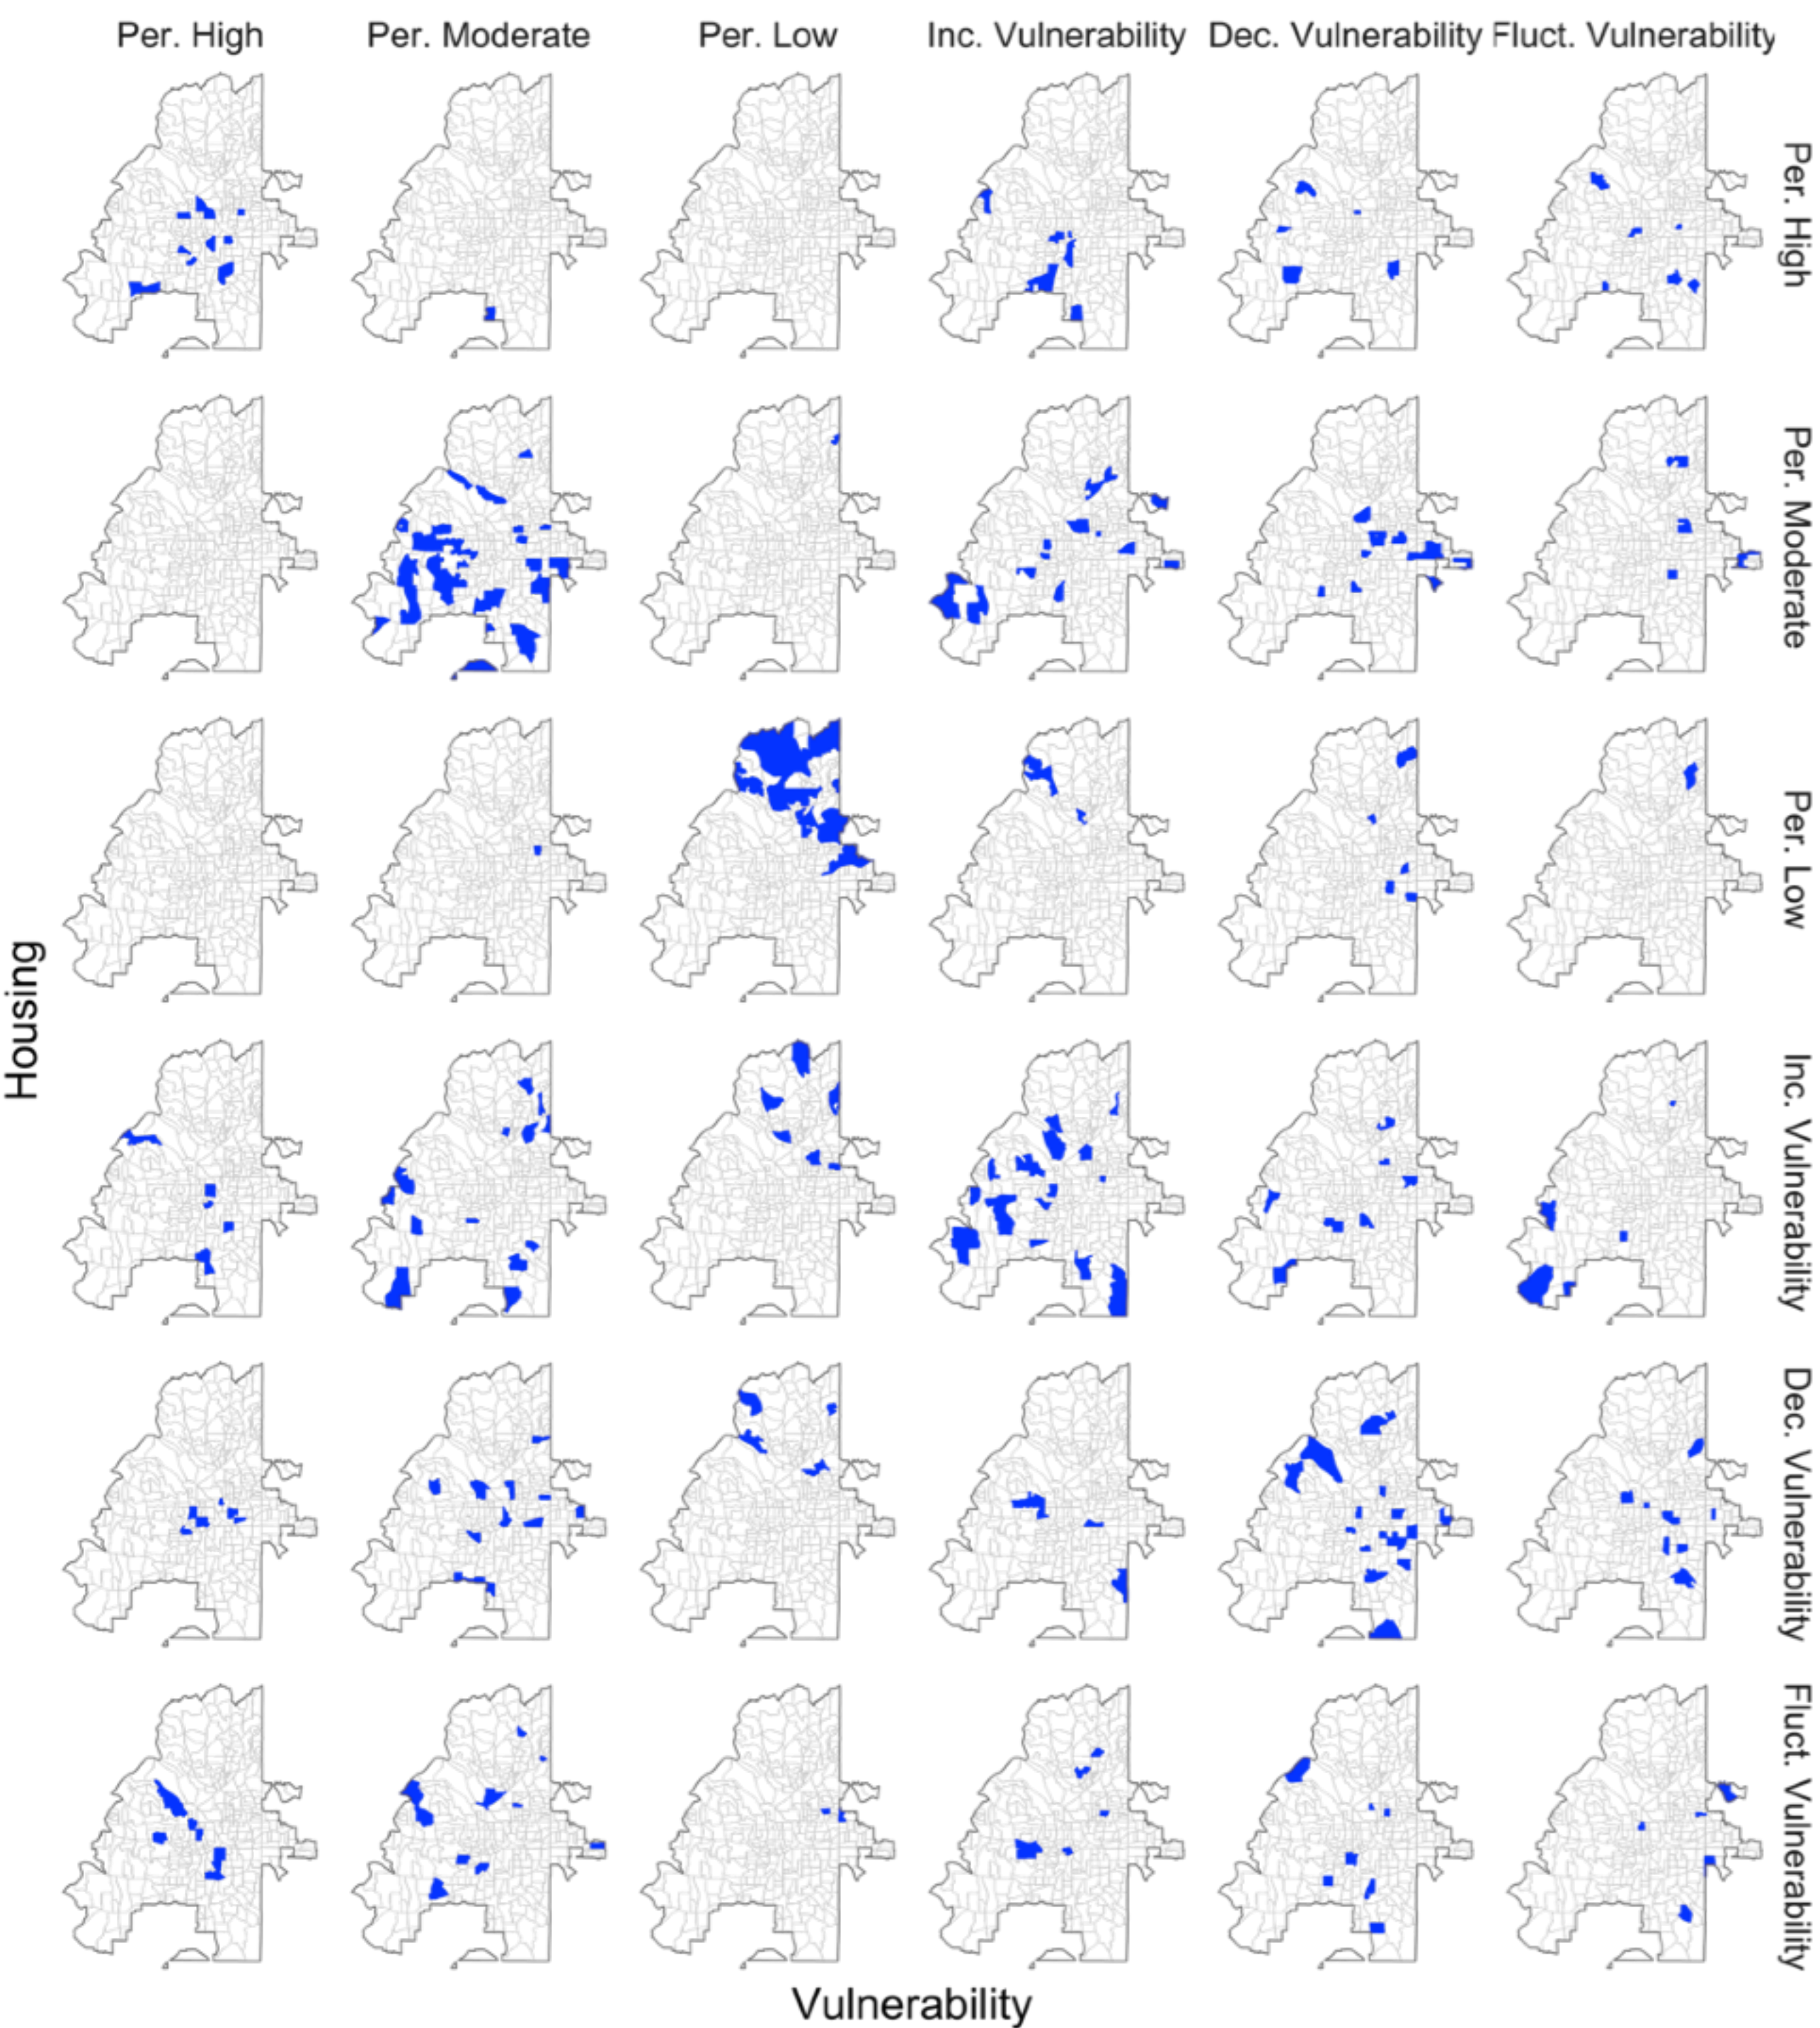 Per. High
Per. Moderate
Per. Low
Inc. Vulnerability
Dec. Vulnerability
Fluct. Vulnerability
Per. High
Per. Moderate
Per. Low
Inc. Vulnerability
Dec. Vulnerability
Fluct. Vulnerability
Housing
Vulnerability